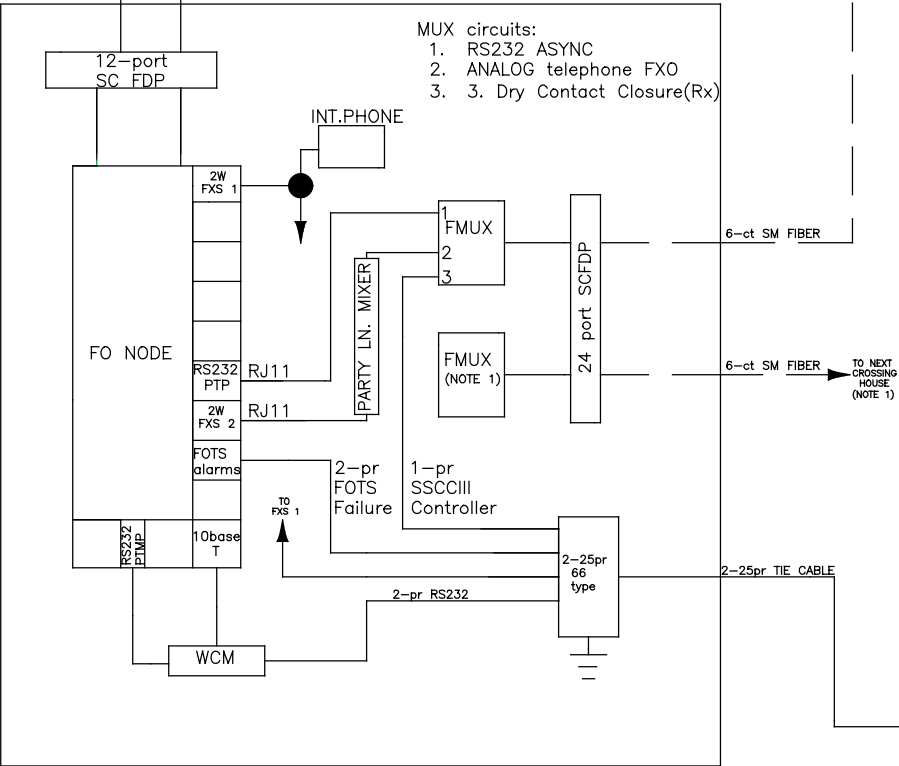 MUX circuits:
1. RS232 ASYNC
2. ANALOG telephone FXO
3. 3. Dry Contact Closure(Rx)
12-port
SC FDP
INT.PHONE
2W
FXS 1
FO NODE
RS232
PTP
RJ11
2W
FXS 2
RJ11
FOTS
alarms
RS232
PTMP
10base
T
PARTY LN. MIXER
1
FMUX
2
3
FMUX
(NOTE 1)
24 port SCFDP
6-ct SM FIBER
6-ct SM FIBER
TO NEXT
CROSSING
HOUSE
(NOTE 1)
2-pr
FOTS
Failure
1-pr
SSCCIII
Controller
TO
FXS 1
2-25pr
66
type
2-25pr TIE CABLE
2-pr RS232
WCM